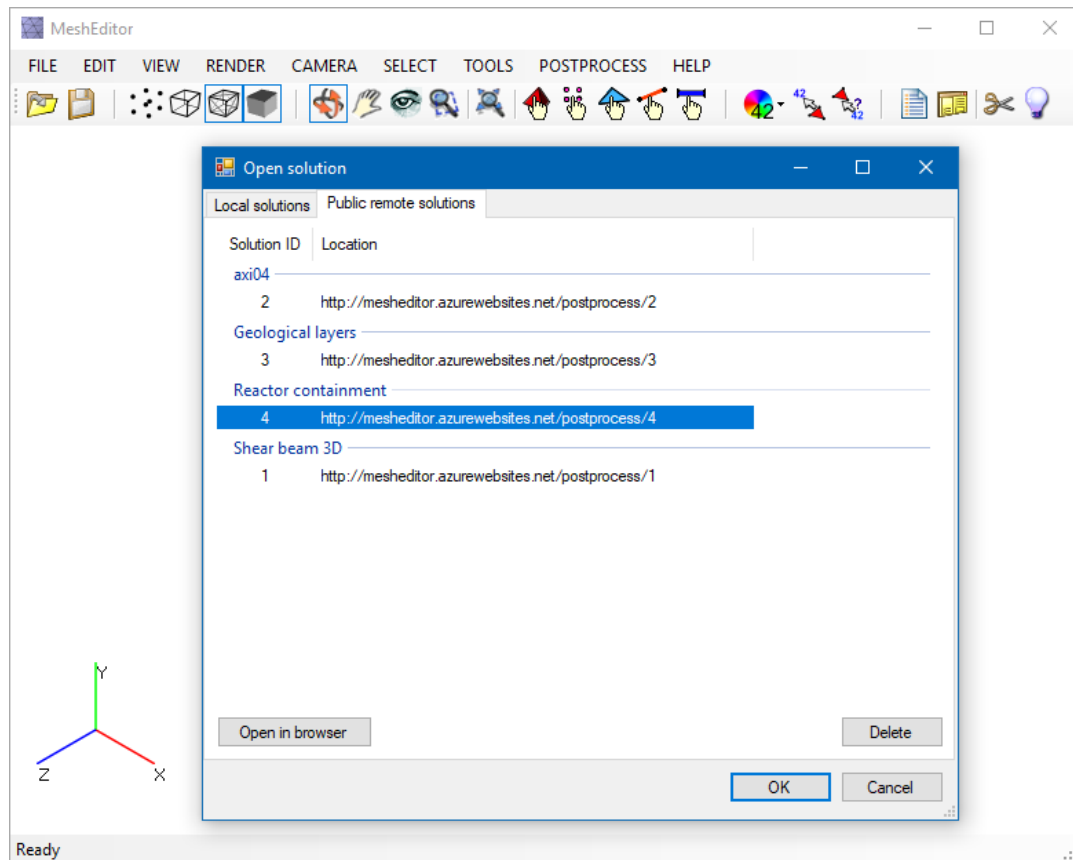 MeshEditor
FILE EDIT VIEW RENDER CAMERA SELECT TOOLS POSTPROCESS HELP
42 42 ? 42
Open solution
Local solutions Public remote solutions
Solution ID Location
axi04
2 http://mesheditor.azurewebsites.net/postprocess/2
Geological layers
3 http://mesheditor.azurewebsites.net/postprocess/3
Reactor containment
4 http://mesheditor.azurewebsites.net/postprocess/4
Shear beam 3D
1 http://mesheditor.azurewebsites.net/postprocess/1
Y
Z X
Open in browser Delete
OK Cancel
Ready